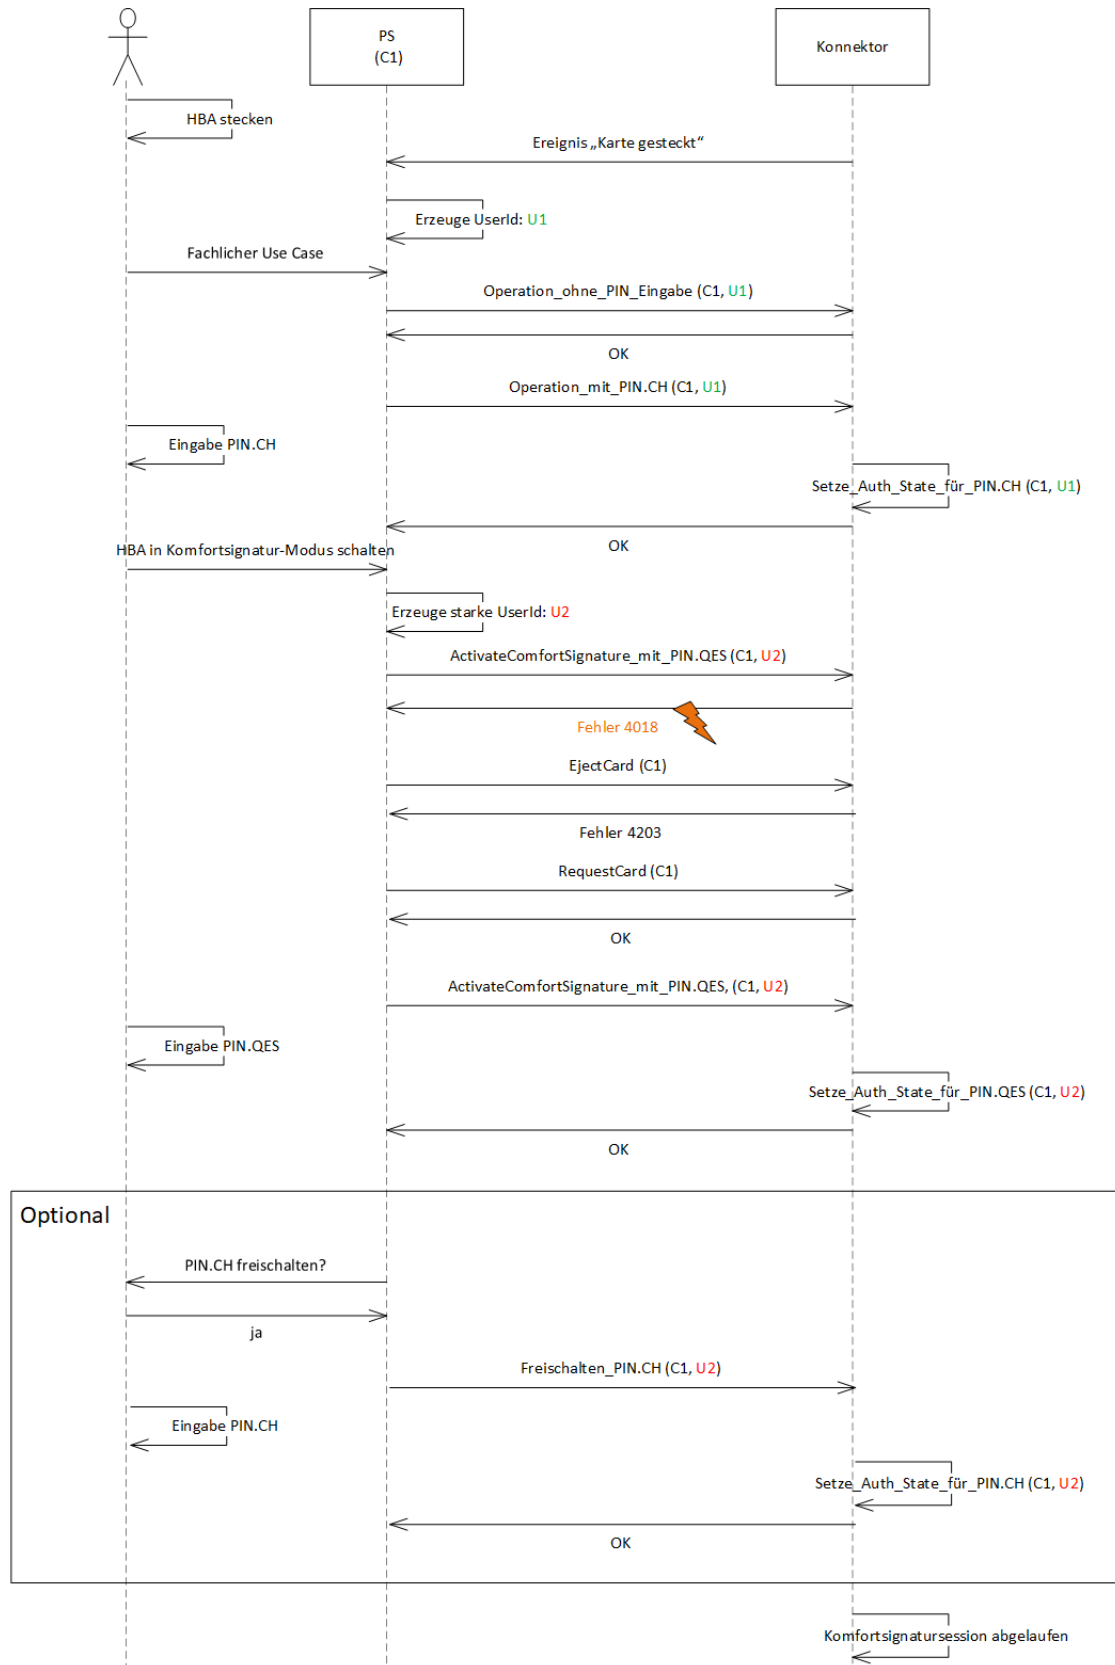 PS
(C1)
Konnektor
HBA stecken
Ereignis „Karte gesteckt“
Erzeuge UserId: U1
Fachlicher Use Case
Operation_ohne_PIN_Eingabe (C1, U1)
OK
Operation_mit_PIN.CH (C1, U1)
Eingabe PIN.CH
Setze_Auth_State_für_PIN.CH (C1, U1)
OK
HBA in Komfortsignatur-Modus schalten
Erzeuge starke UserId: U2
ActivateComfortSignature_mit_PIN.QES (C1, U2)
Fehler 4018
EjectCard (C1)
Fehler 4203
RequestCard (C1)
OK
ActivateComfortSignature_mit_PIN.QES, (C1, U2)
Eingabe PIN.QES
Setze_Auth_State_für_PIN.QES (C1, U2)
OK
Optional
PIN.CH freischalten?
ja
Freischalten_PIN.CH (C1, U2)
Eingabe PIN.CH
Setze_Auth_State_für_PIN.CH (C1, U2)
OK
Komfortsignatursession abgelaufen